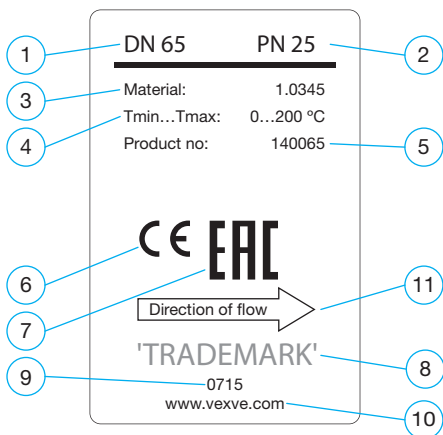 1 DN 65 PN 25 2
3 Material: 1.0345
4 Tmin...Tmax: 0...200 ºC
Product no: 140065 5
6 CE EAC
7
Direction of flow 11
'TRADEMARK' 8
9 0715
www.vexve.com 10